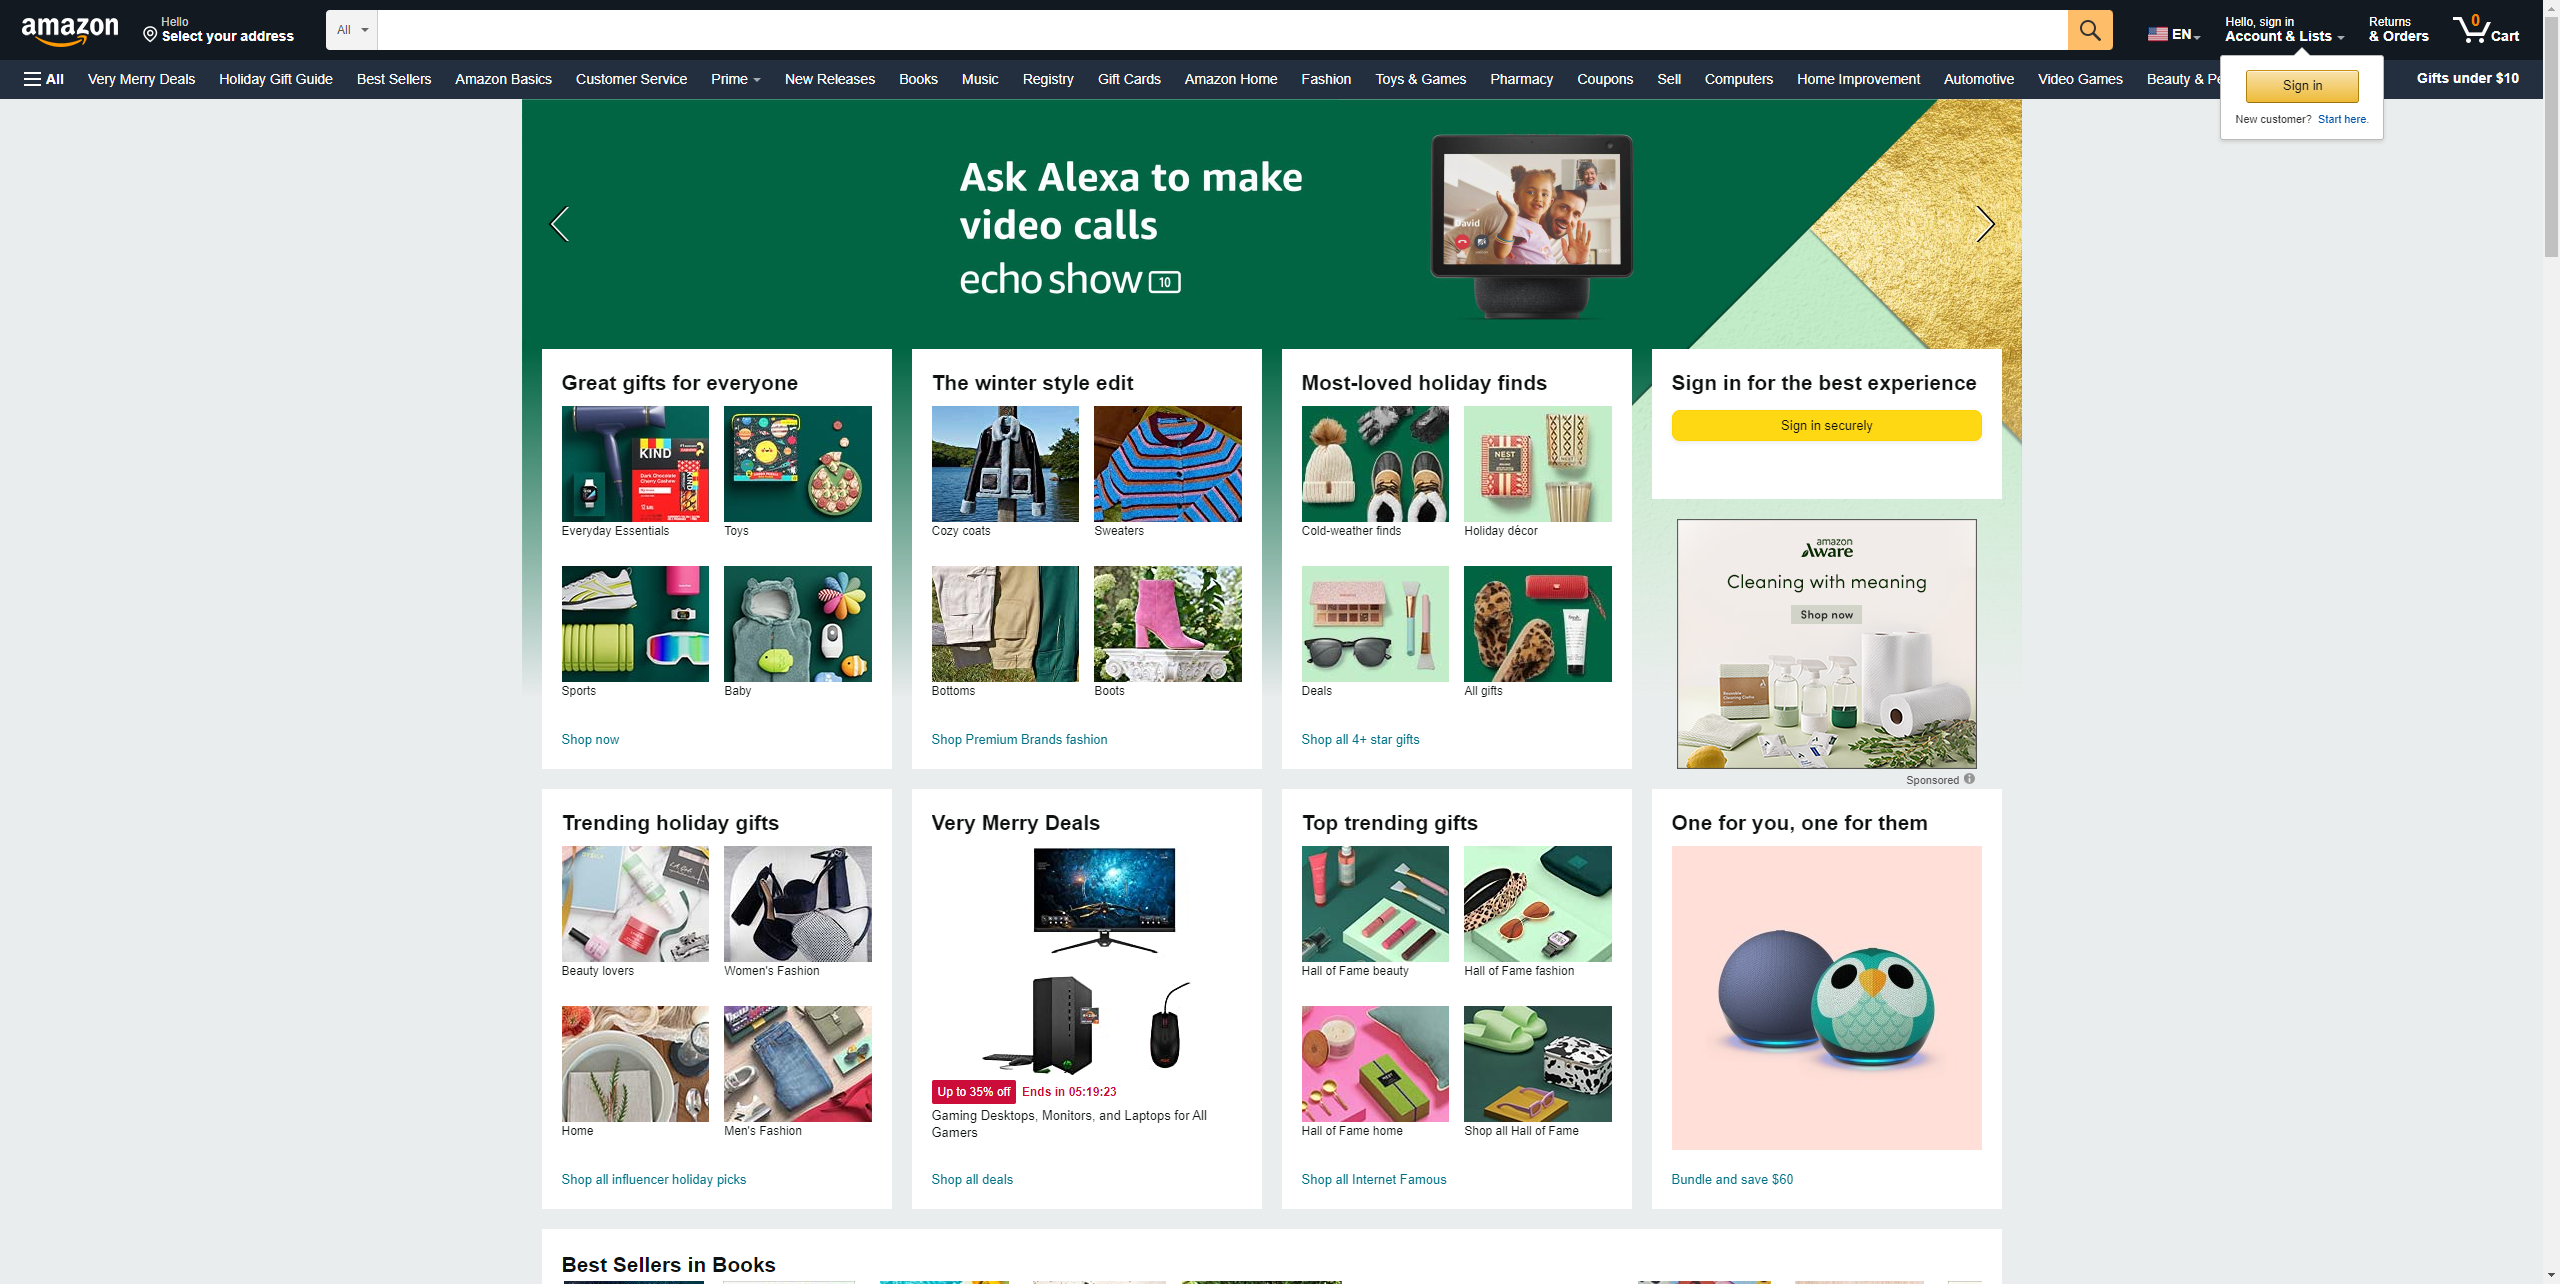 amazon
Hello
Select your address
All
EN
Hello, sign in
Account & Lists
Returns
& Orders
0
Cart
All
Very Merry Deals
Holiday Gift Guide
Best Sellers
Amazon Basics
Customer Service
Prime
New Releases
Books
Music
Registry
Gift Cards
Amazon Home
Fashion
Toys & Games
Pharmacy
Coupons
Sell
Computers
Home Improvement
Automotive
Video Games
Beauty & Pe
Gifts under $10
Sign in
New customer? Start here.
Ask Alexa to make
video calls
echo show 10
David
Great gifts for everyone
KIND
Dark Chocolate
Cherry Cashew
Everyday Essentials
Toys
Sports
Baby
Shop now
The winter style edit
Cozy coats
Sweaters
Bottoms
Boots
Shop Premium Brands fashion
Most-loved holiday finds
NEST
Cold-weather finds
Holiday décor
Deals
All gifts
Shop all 4+ star gifts
Sign in for the best experience
Sign in securely
amazon
Aware
Cleaning with meaning
Shop now
Sponsored
Trending holiday gifts
Beauty lovers
Women's Fashion
Home
Men's Fashion
Shop all influencer holiday picks
Very Merry Deals
Up to 35% off
Ends in 05:19:23
Gaming Desktops, Monitors, and Laptops for All
Gamers
Shop all deals
Top trending gifts
Hall of Fame beauty
Hall of Fame fashion
Hall of Fame home
Shop all Hall of Fame
Shop all Internet Famous
One for you, one for them
Bundle and save $60
Best Sellers in Books